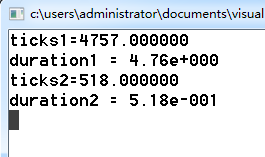 c:\users\administrator\documents\visual
ticks1=4757.000000
duration1 = 4.76e+000
ticks2=518.000000
duration2 = 5.18e-001